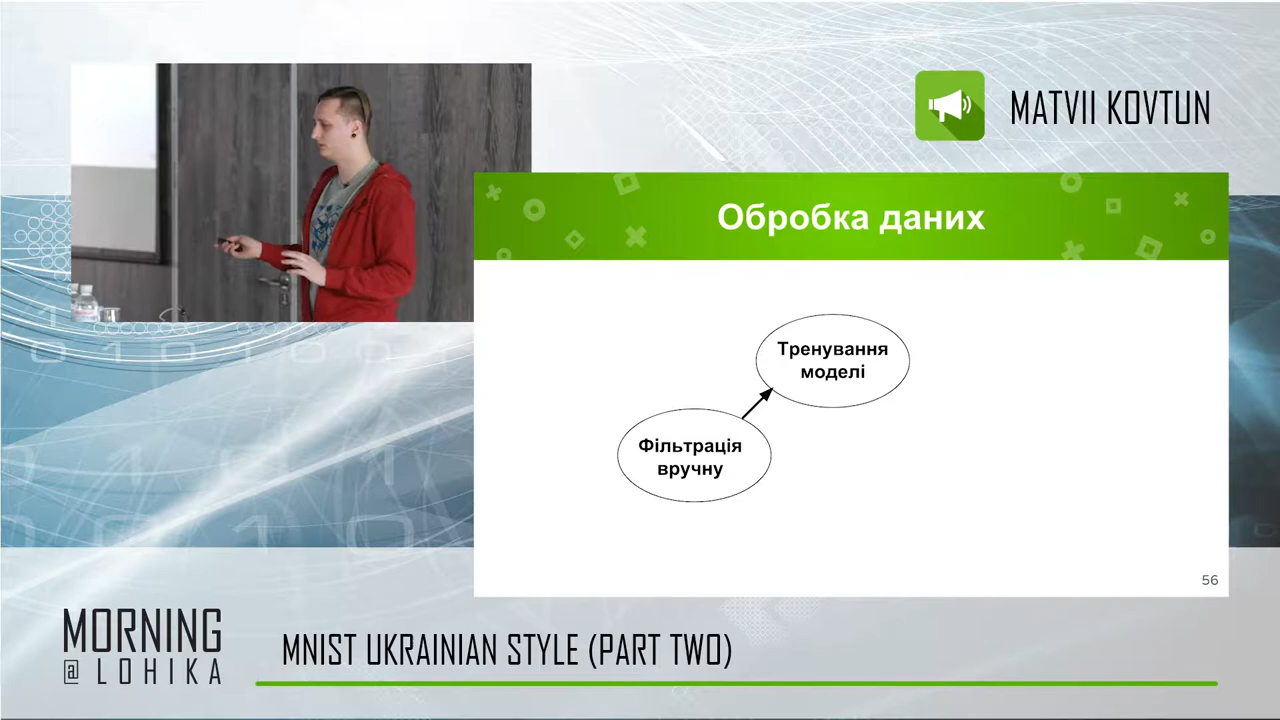 MATVII KOVTUN
Обробка даних
Тренування
моделі
Фільтрація
вручну
56
MORNING
@ LOHIKA
MNIST UKRAINIAN STYLE (PART TWO)